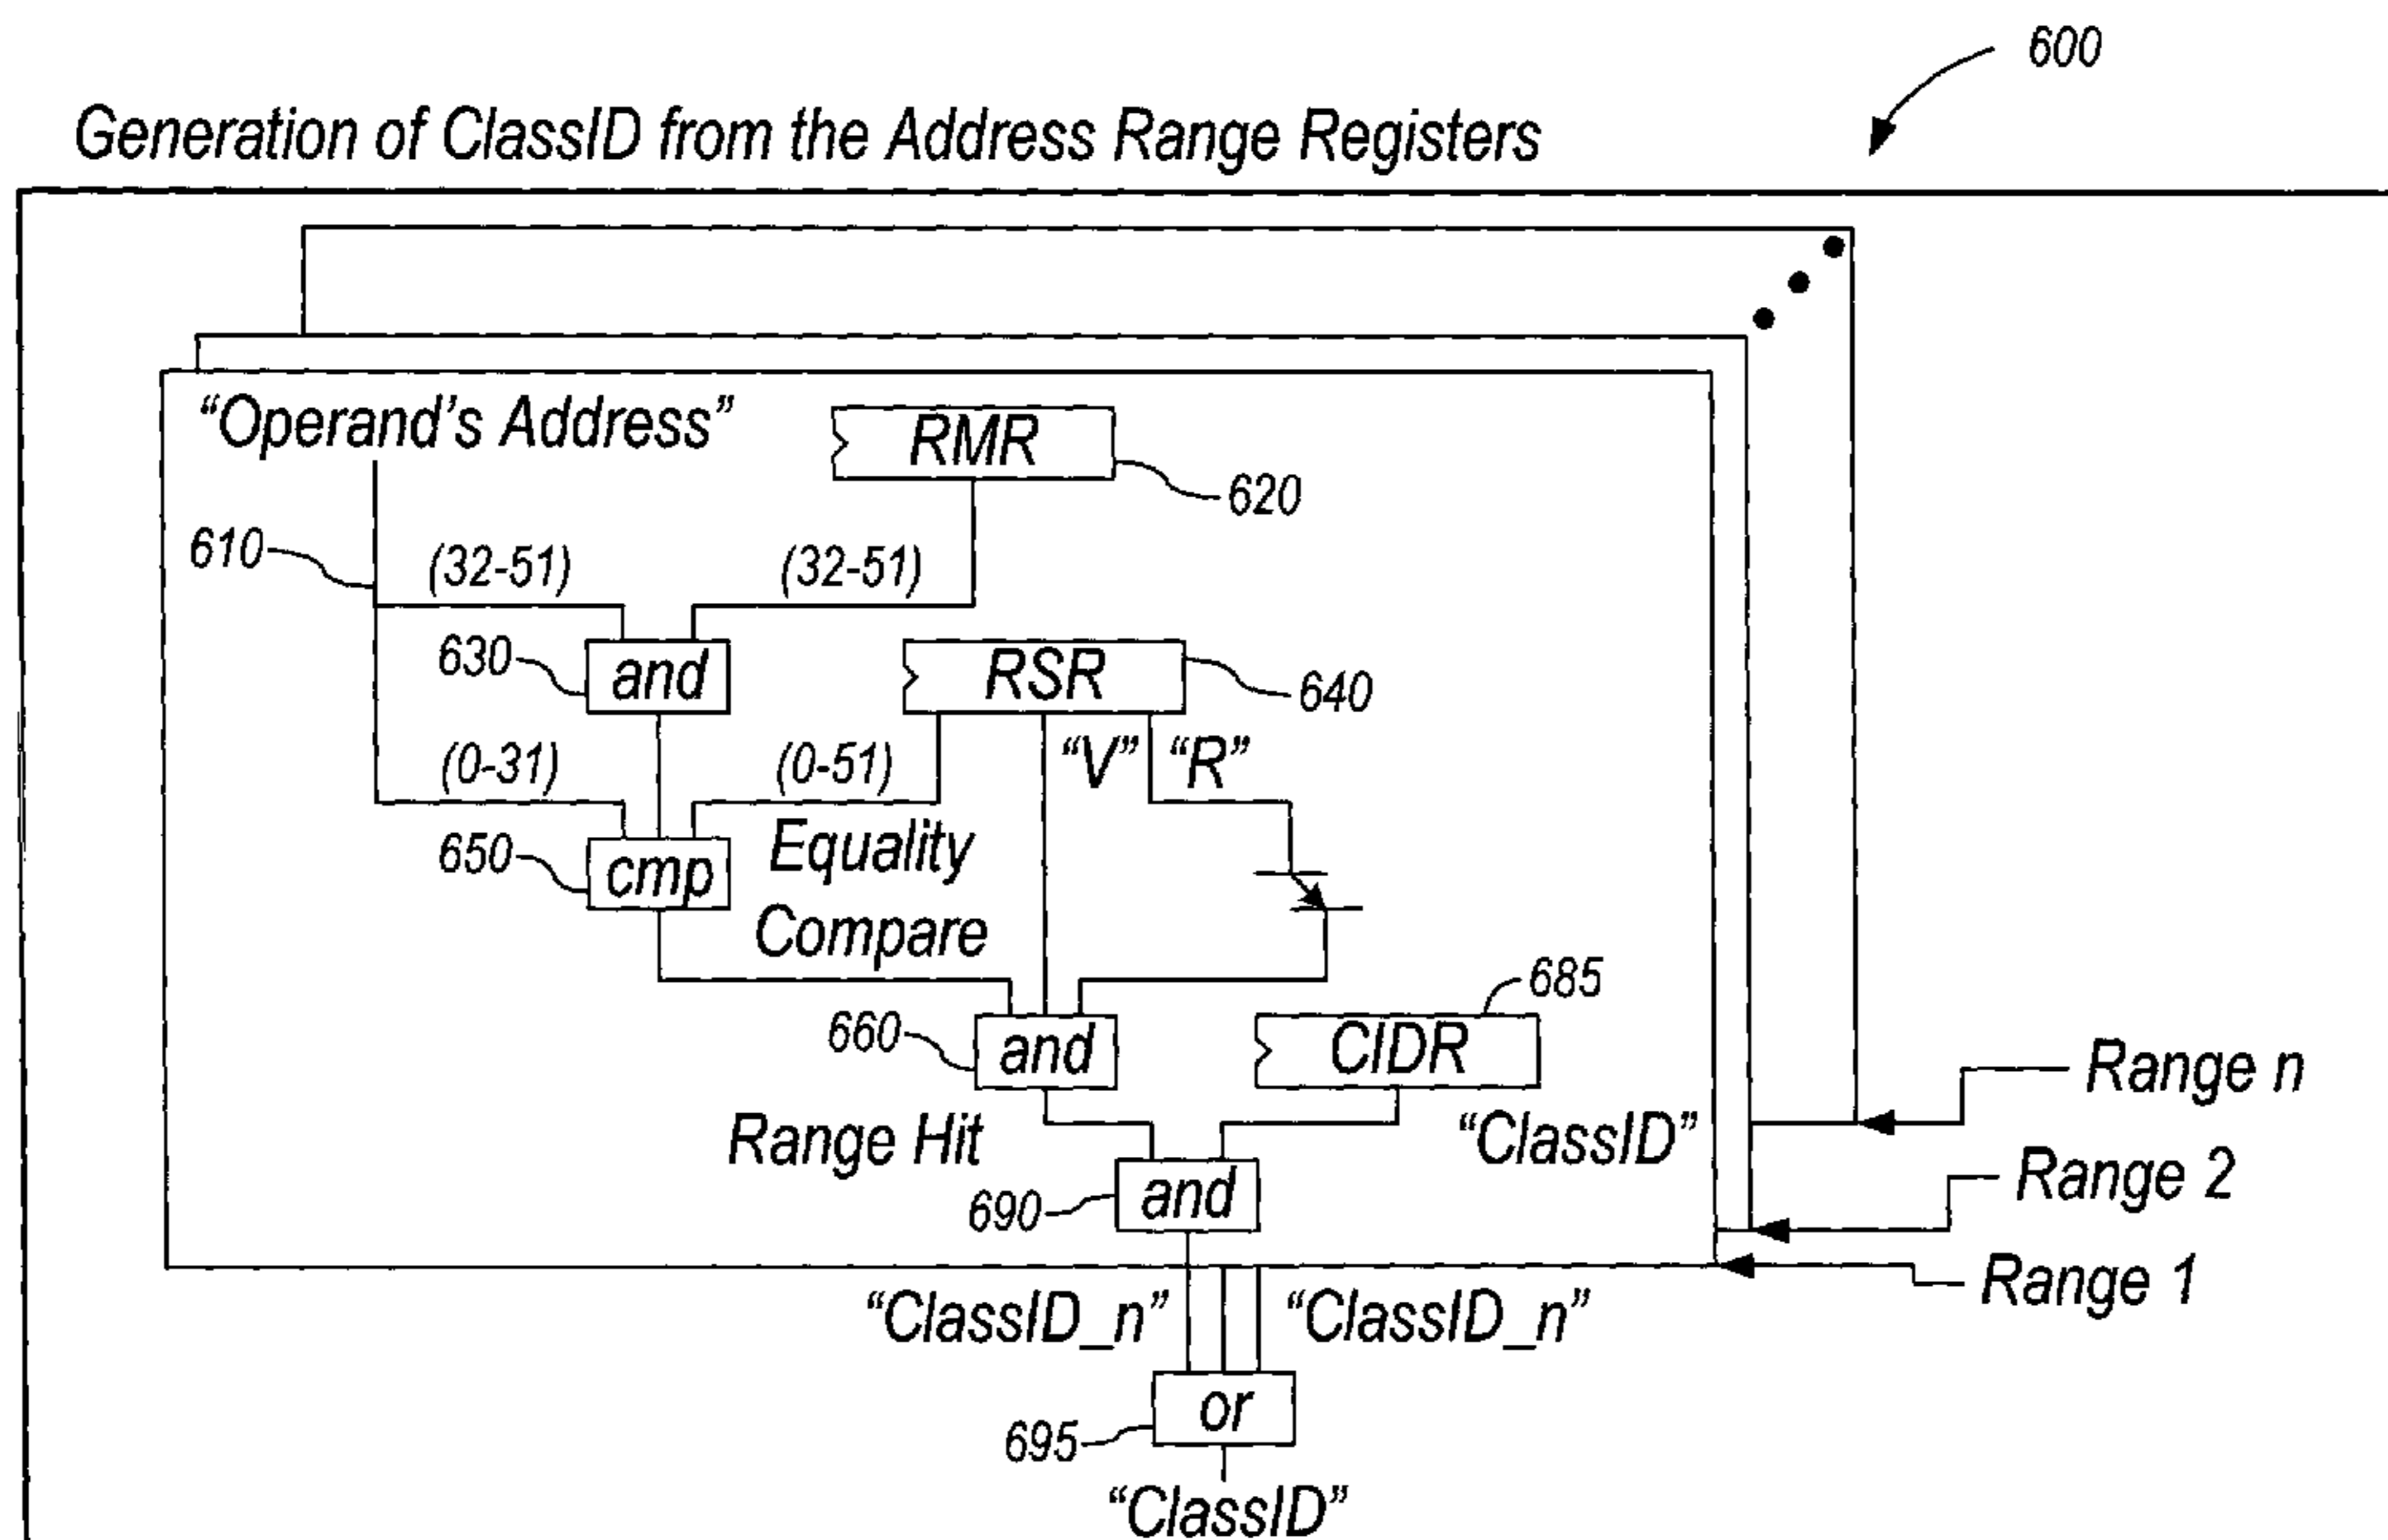 600
Generation of ClassID from the Address Range Registers
“Operand’s Address”
RMR
620
610
(32-51)
(32-51)
630
and
RSR
640
(0-31)
(0-51)
“V”
“R”
650
cmp
Equality
Compare
685
660
and
CIDR
Range n
Range Hit
“ClassID”
690
and
Range 2
Range 1
“ClassID_n”
“ClassID_n”
or
695
“ClassID”